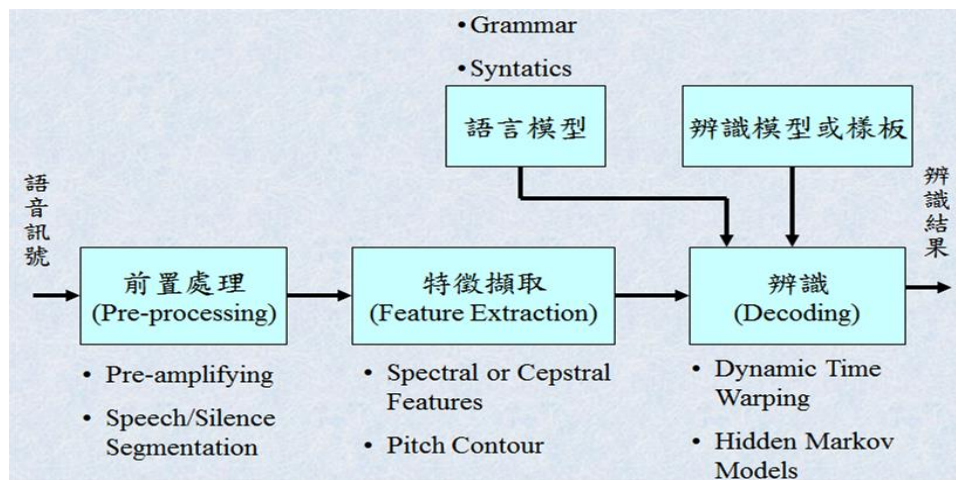 •Grammar
•Syntatics
語言模型
辨識模型或樣板
語音訊號
前置處理
(Pre-processing)
特徵擷取
(Feature Extraction)
辨識
(Decoding)
辨識結果
• Pre-amplifying
• Speech/Silence
Segmentation
• Spectral or Cepstral
Features
• Pitch Contour
• Dynamic Time
Warping
• Hidden Markov
Models